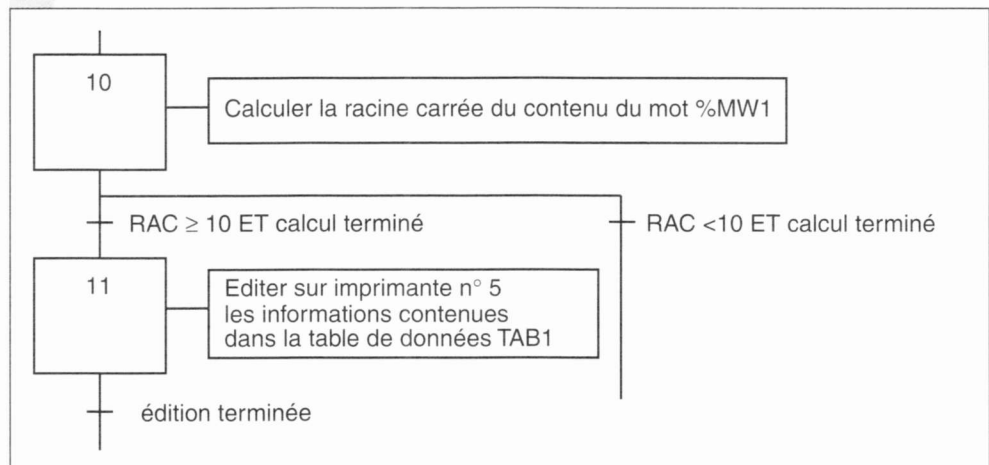 10
Calculer la racine carrée du contenu du mot %MW1
RAC ≥ 10 ET calcul terminé
RAC <10 ET calcul terminé
11
Editer sur imprimante n° 5
les informations contenues
dans la table de données TAB1
édition terminée